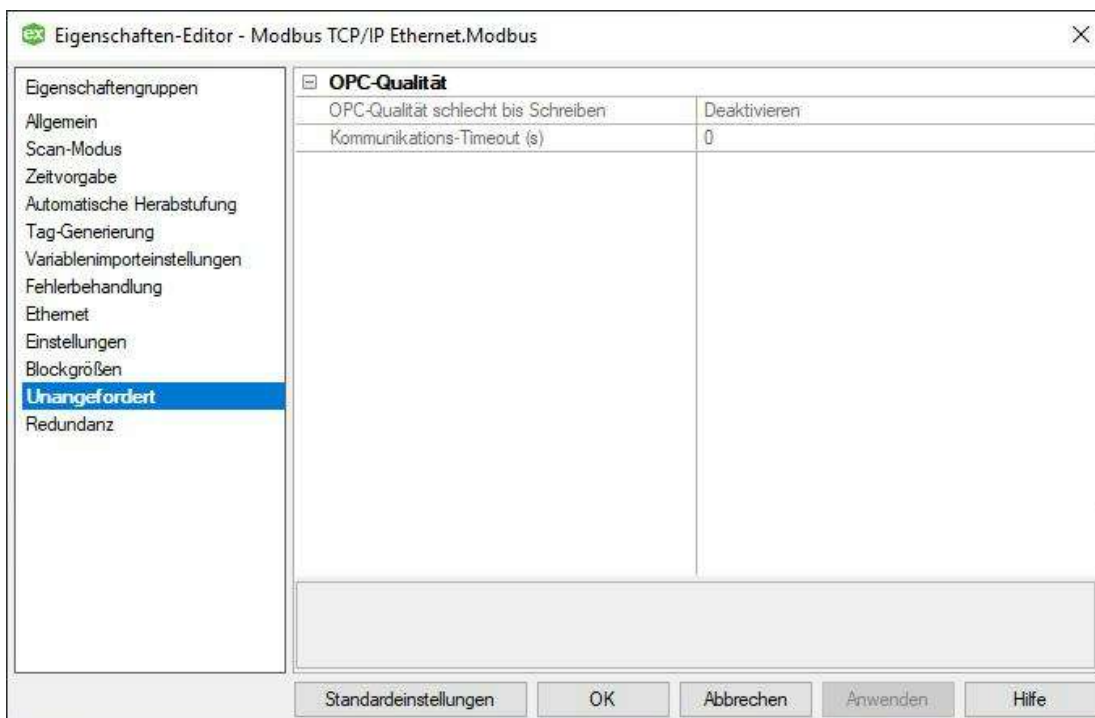 Eigenschaften-Editor - Modbus TCP/IP Ethernet.Modbus
Eigenschaftengruppen
Allgemein
Scan-Modus
Zeitvorgabe
Automatische Herabstufung
Tag-Generierung
Variablenimporteinstellungen
Fehlerbehandlung
Ethernet
Einstellungen
Blockgrößen
Unangefordert
Redundanz
OPC-Qualität
OPC-Qualität schlecht bis Schreiben Deaktivieren
Kommunikations-Timeout (s) 0
Standardeinstellungen OK Abbrechen Anwenden Hilfe